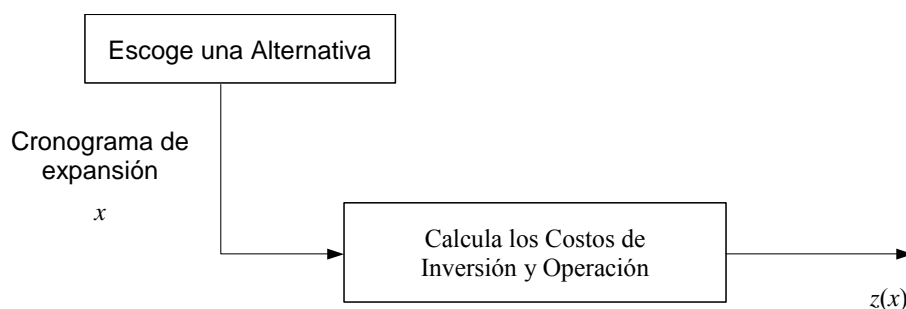 Escoge una Alternativa
Cronograma de
expansión
x
Calcula los Costos de
Inversión y Operación
z(x)